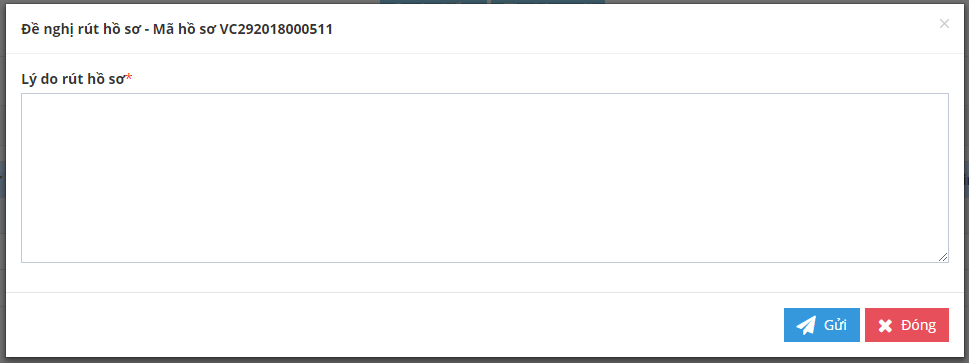 Đề nghị rút hồ sơ - Mã hồ sơ VC292018000511
×
Lý do rút hồ sơ*
Gửi
Đóng